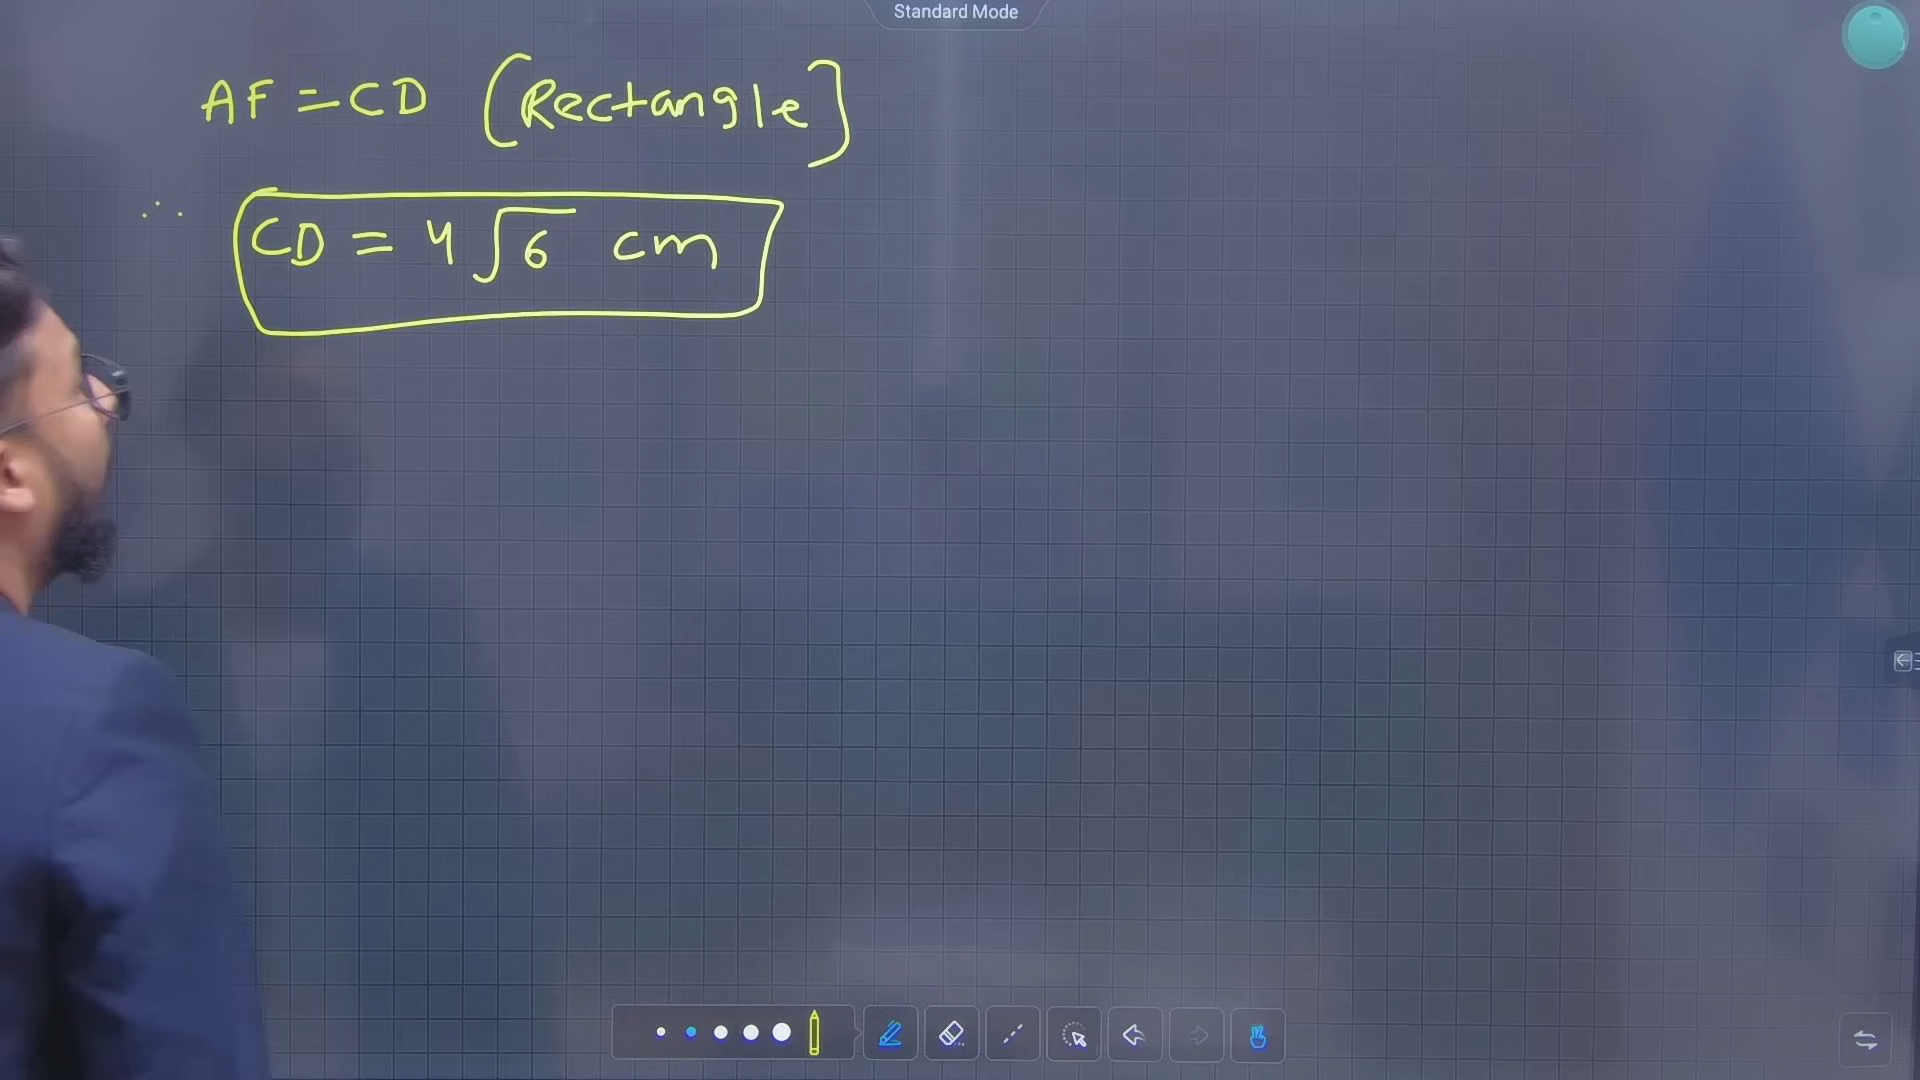 Standard Mode
AF = CD [Rectangle]
∴ CD = 4√6 cm